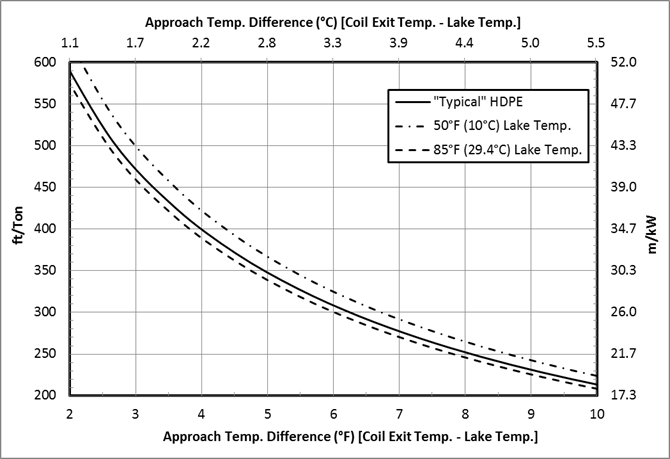 Approach Temp. Difference (°C) [Coil Exit Temp. - Lake Temp.]
1.1 1.7 2.2 2.8 3.3 3.9 4.4 5.0 5.5
600 52.0
550 47.7
500 43.3
450 39.0
400 34.7
350 30.3
300 26.0
250 21.7
200 17.3
ft/Ton
m/kW
"Typical" HDPE
50°F (10°C) Lake Temp.
85°F (29.4°C) Lake Temp.
2 3 4 5 6 7 8 9 10
Approach Temp. Difference (°F) [Coil Exit Temp. - Lake Temp.]